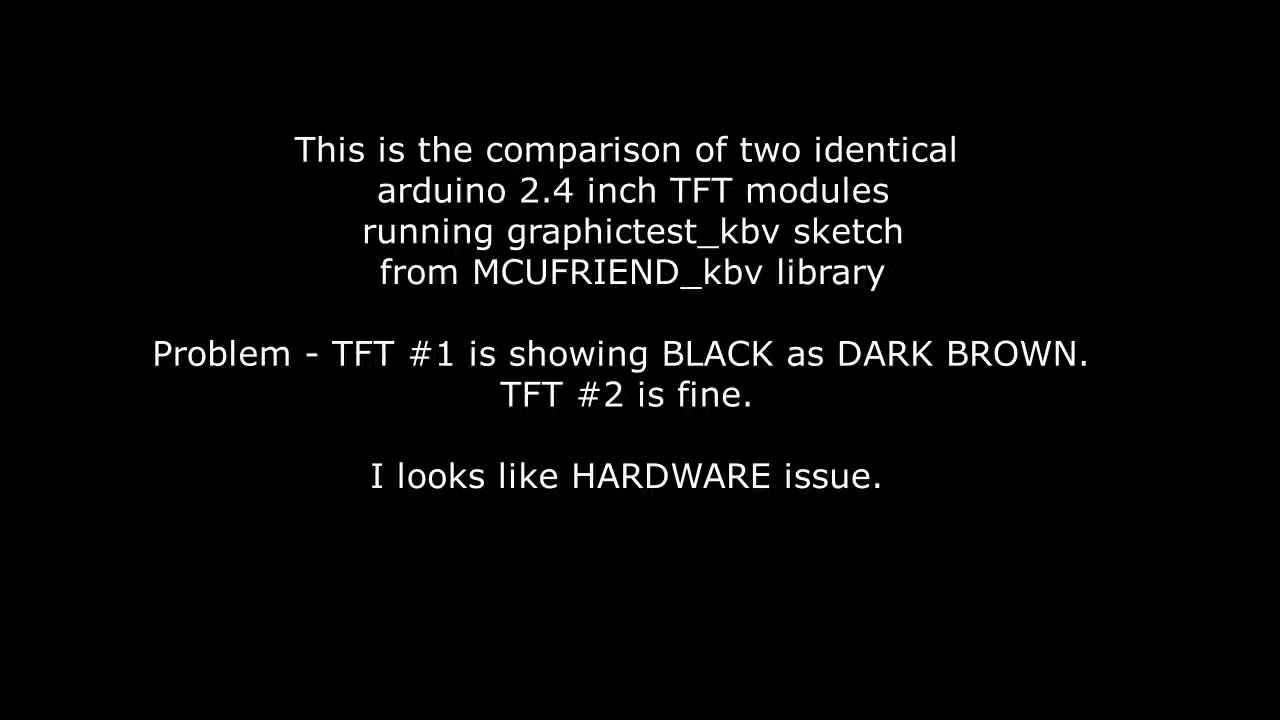 This is the comparison of two identical
arduino 2.4 inch TFT modules
running graphictest_kbv sketch
from MCUFRIEND_kbv library
Problem - TFT #1 is showing BLACK as DARK BROWN.
TFT #2 is fine.
I looks like HARDWARE issue.